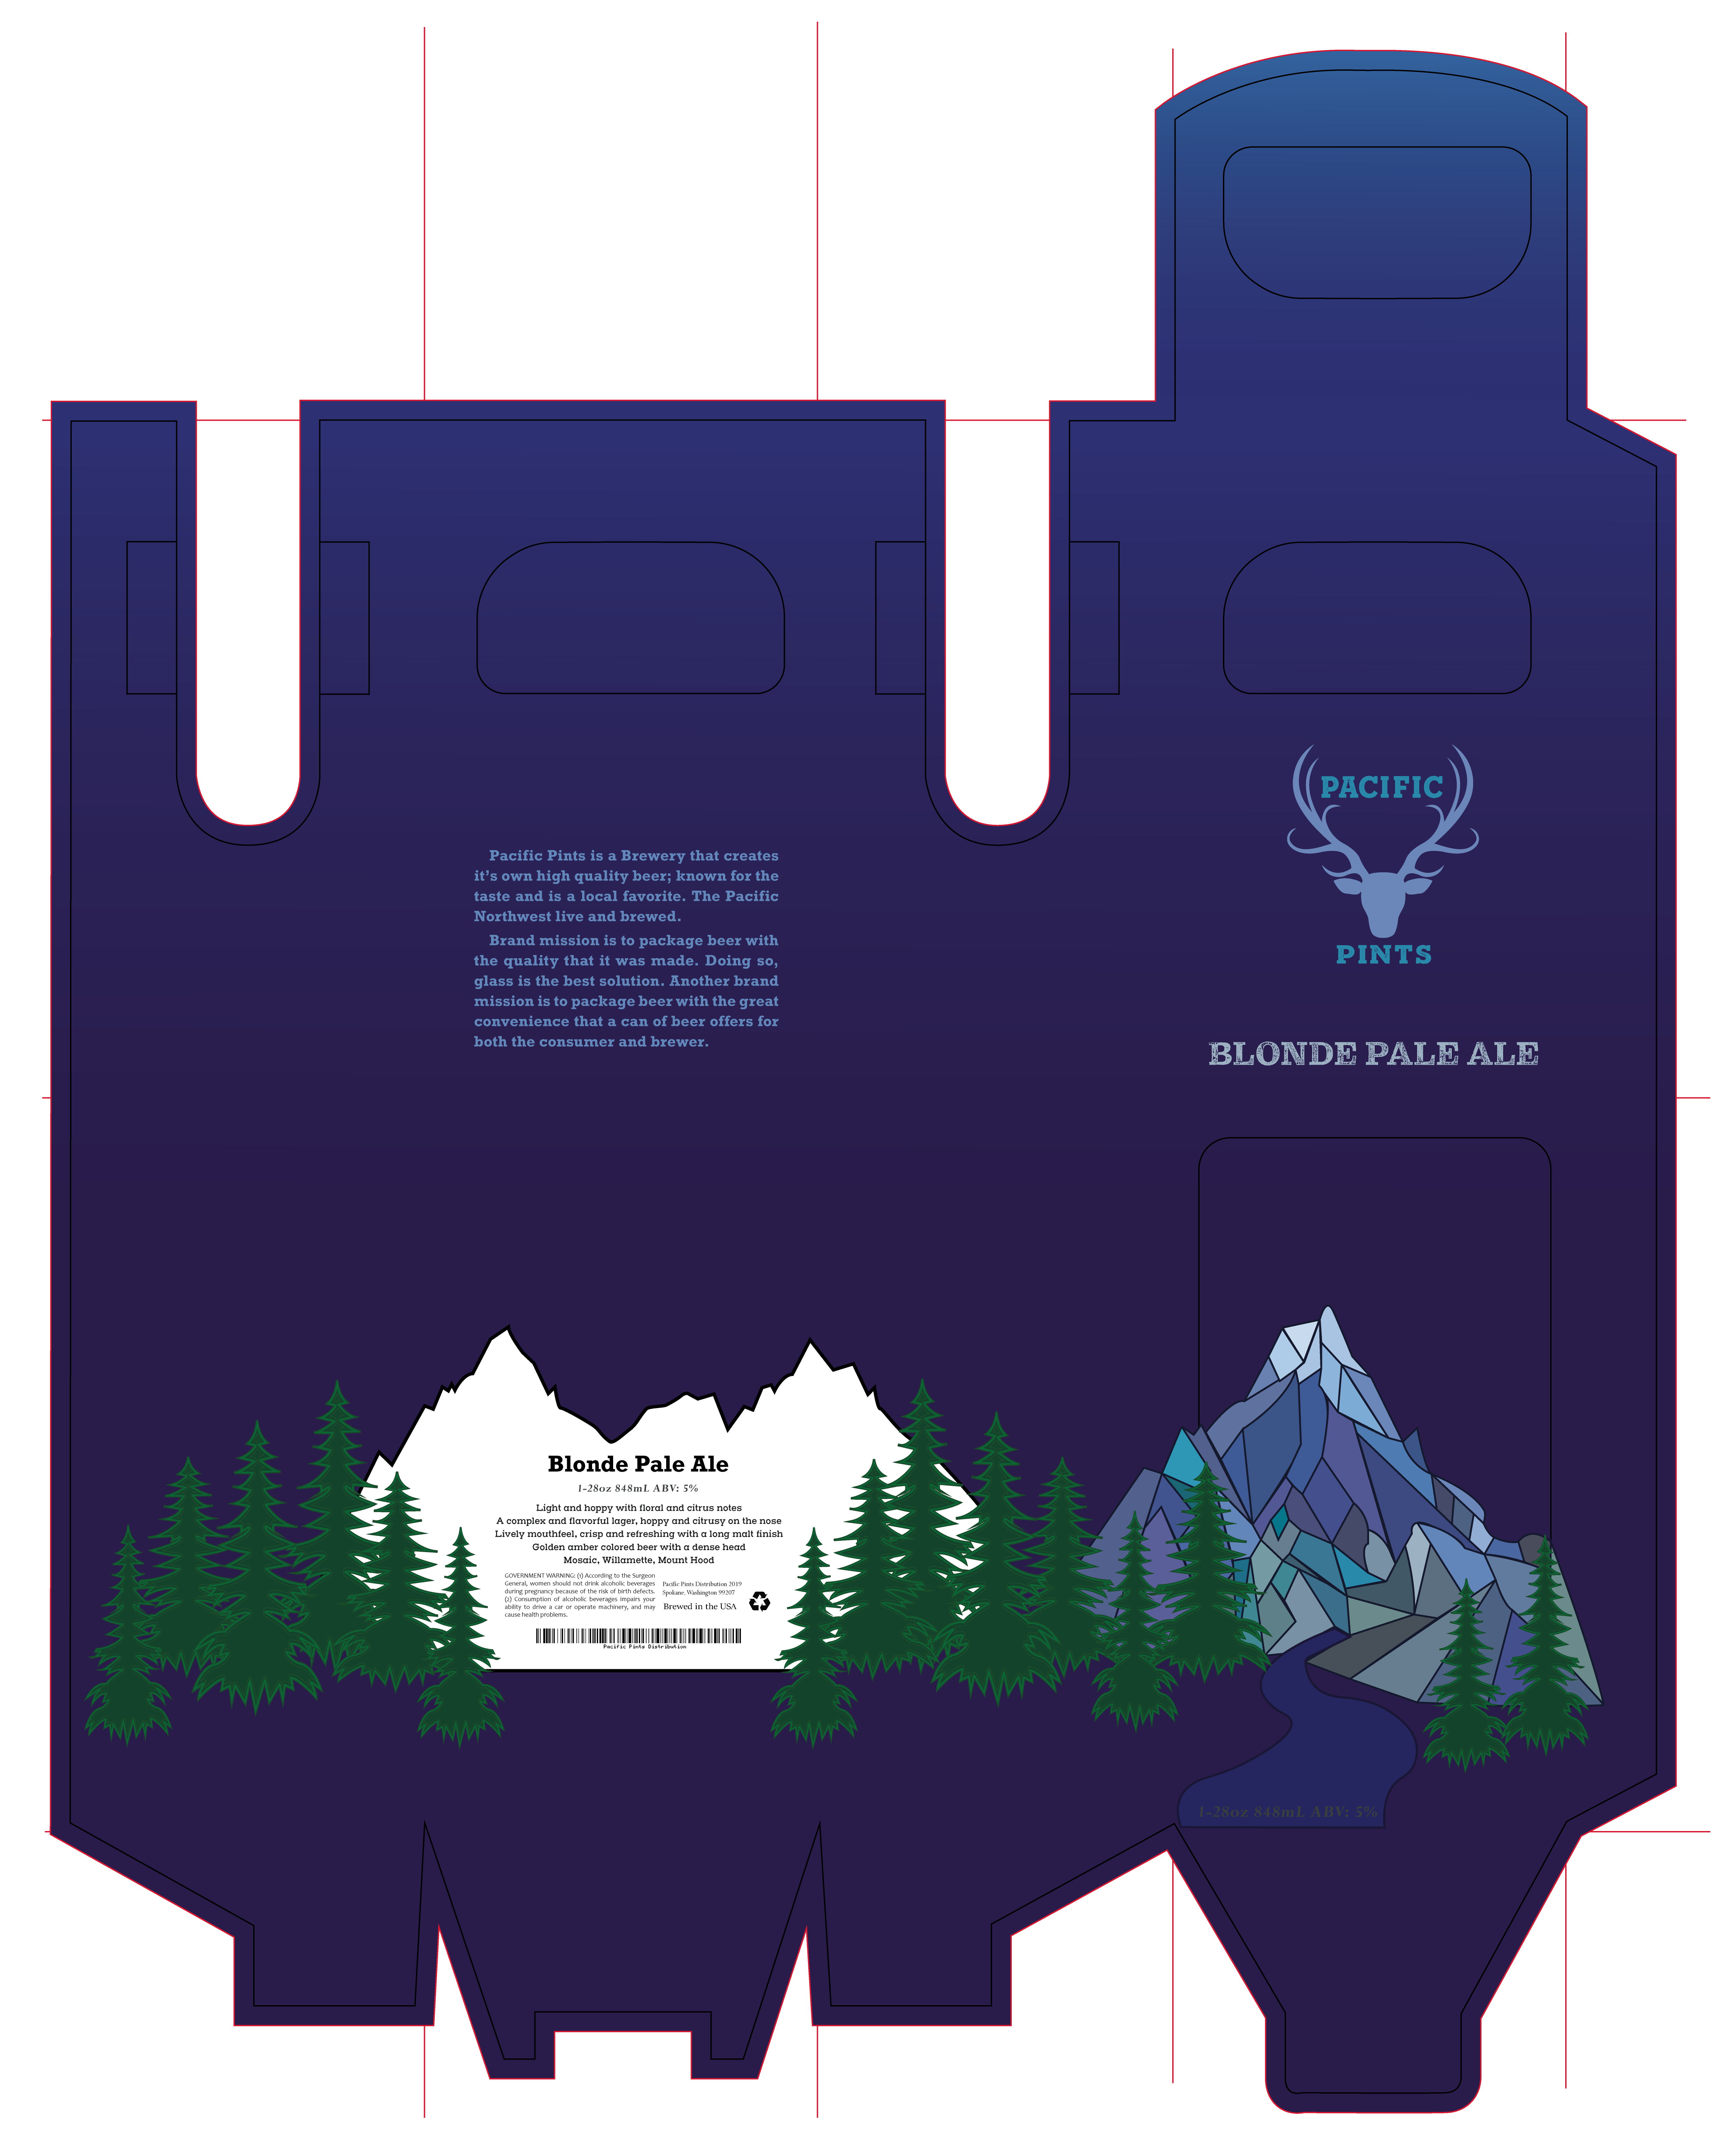 Pacific Pints is a Brewery that creates
it's own high quality beer; known for the
taste and is a local favorite. The Pacific
Northwest live and brewed.
Brand mission is to package beer with
the quality that it was made. Doing so,
glass is the best solution. Another brand
mission is to package beer with the great
convenience that a can of beer offers for
both the consumer and brewer.
PACIFIC
PINTS
BLONDE PALE ALE
Blonde Pale Ale
1-28oz 848mL ABV: 5%
Light and hoppy with floral and citrus notes
A complex and flavorful lager, hoppy and citrusy on the nose
Lively mouthfeel, crisp and refreshing with a long malt finish
Golden amber colored beer with a dense head
Mosaic, Willamette, Mount Hood
GOVERNMENT WARNING: (1) According to the Surgeon
General, women should not drink alcoholic beverages
during pregnancy because of the risk of birth defects.
(2) Consumption of alcoholic beverages impairs your
ability to drive a car or operate machinery, and may
cause health problems.
Pacific Pints Distribution 2019
Spokane, Washington 99207
Brewed in the USA
Pacific Pints Distribution
1-28oz 848mL ABV: 5%